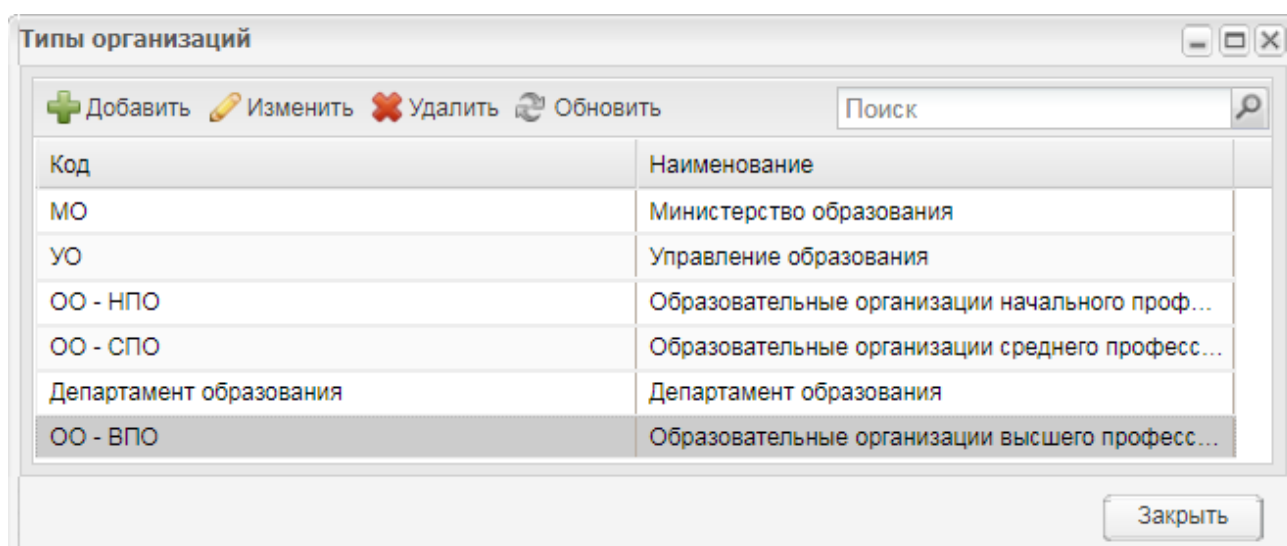 Типы организаций
Добавить Изменить Удалить Обновить Поиск
Код Наименование
МО Министерство образования
УО Управление образования
ОО - НПО Образовательные организации начального проф...
ОО - СПО Образовательные организации среднего професс...
Департамент образования Департамент образования
ОО - ВПО Образовательные организации высшего професс...
Закрыть